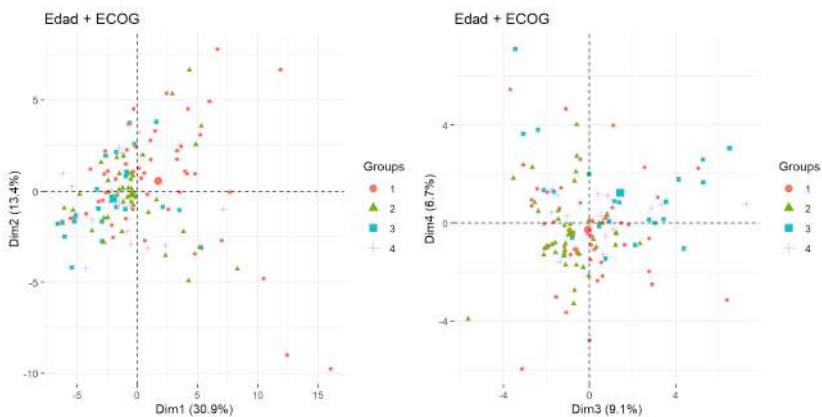 Edad + ECOG
5
0
-5
-10
Dim2 (13.4%)
-5
0
5
10
15
Dim1 (30.9%)
Groups
1
2
3
4
Edad + ECOG
4
0
-4
Dim4 (6.7%)
-4
0
4
Dim3 (9.1%)
Groups
1
2
3
4